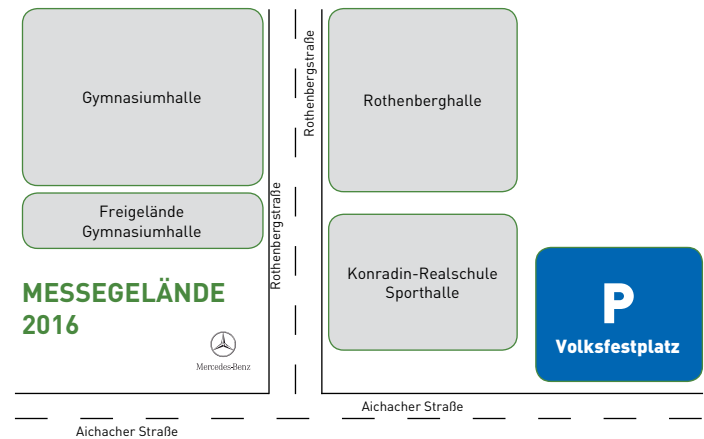 Gymnasiumhalle
Rothenbergstraße
Rothenberghalle
Freigelände
Gymnasiumhalle
Rothenbergstraße
Konradin-Realschule
Sporthalle
MESSEGELÄNDE
2016
Mercedes-Benz
P
Volksfestplatz
Aichacher Straße
Aichacher Straße